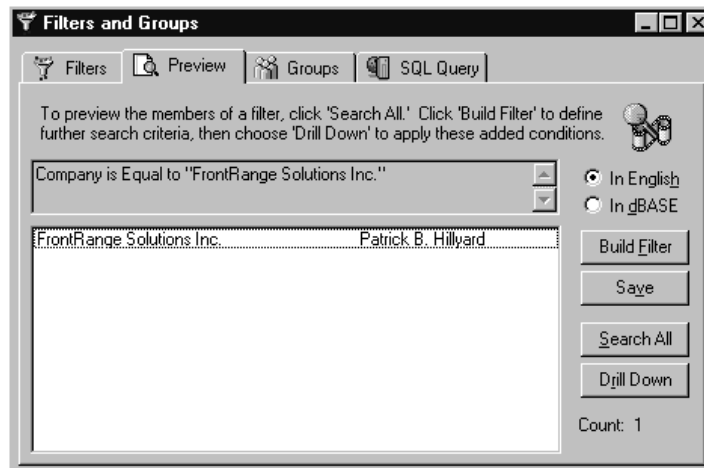 Filters and Groups
Filters Preview Groups SQL Query
To preview the members of a filter, click 'Search All.' Click 'Build Filter' to define
further search criteria, then choose 'Drill Down' to apply these added conditions.
Company is Equal to "FrontRange Solutions Inc."
In English
In dBASE
FrontRange Solutions Inc. Patrick B. Hillyard
Build Filter
Save
Search All
Drill Down
Count: 1